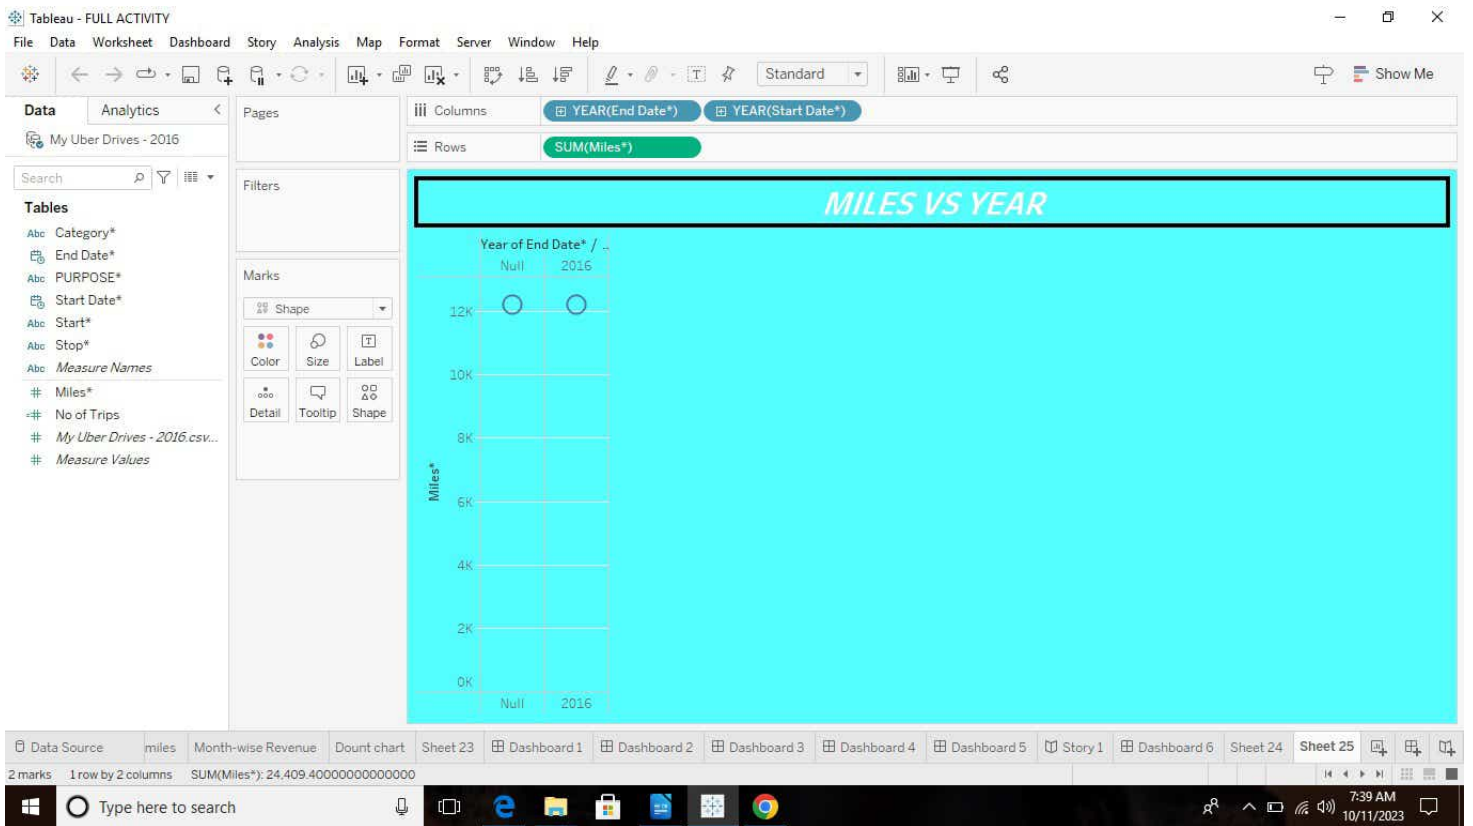 Tableau - FULL ACTIVITY
File Data Worksheet Dashboard Story Analysis Map Format Server Window Help
Standard
Show Me
Data Analytics
My Uber Drives - 2016
Search
Tables
Abc Category*
End Date*
Abc PURPOSE*
Start Date*
Abc Start*
Abc Stop*
Abc Measure Names
# Miles*
=# No of Trips
# My Uber Drives - 2016.csv...
# Measure Values
Pages
Filters
Marks
Shape
Color Size Label
Detail Tooltip Shape
Columns YEAR(End Date*) YEAR(Start Date*)
Rows SUM(Miles*)
MILES VS YEAR
Year of End Date* / ..
Null 2016
12K
10K
8K
6K
4K
2K
0K
Miles*
Null 2016
Data Source miles Month-wise Revenue Dount chart Sheet 23 Dashboard 1 Dashboard 2 Dashboard 3 Dashboard 4 Dashboard 5 Story 1 Dashboard 6 Sheet 24 Sheet 25
2 marks 1 row by 2 columns SUM(Miles*): 24,409.40000000000000
Type here to search
7:39 AM
10/11/2023